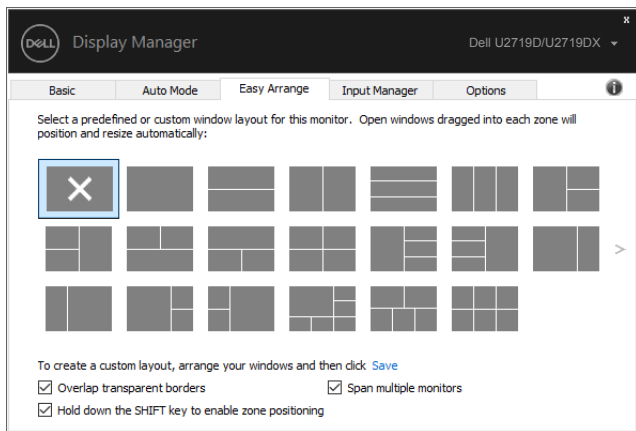 DELL Display Manager
Dell U2719D/U2719DX
Basic Auto Mode Easy Arrange Input Manager Options
Select a predefined or custom window layout for this monitor. Open windows dragged into each zone will
position and resize automatically:
To create a custom layout, arrange your windows and then click Save
Overlap transparent borders
Span multiple monitors
Hold down the SHIFT key to enable zone positioning